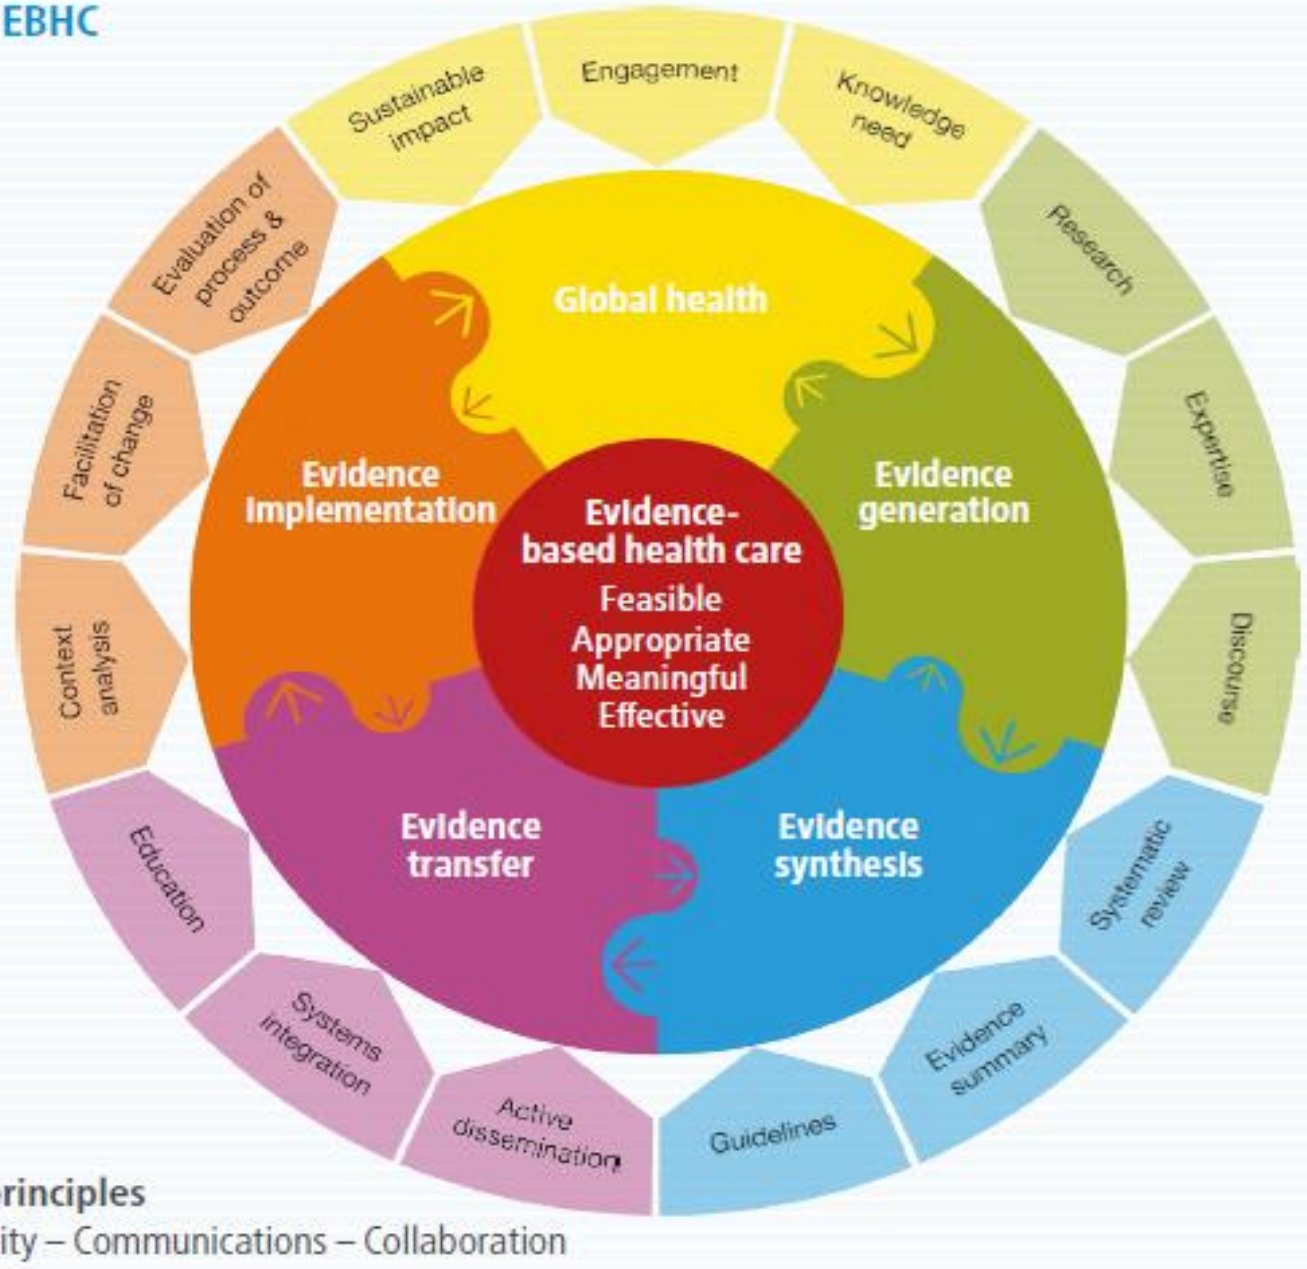 EBHC
Sustainable
impact
Engagement
Knowledge
need
Research
Expertise
Discourse
Systematic
review
Evidence
summary
Guidelines
Active
dissemination
Systems
integration
Education
Context
analysis
Facilitation
of change
Evaluation of
process &
outcome
Global health
Evidence
generation
Evidence
synthesis
Evidence
transfer
Evidence
implementation
Evidence-
based health care
Feasible
Appropriate
Meaningful
Effective
rinciples
ity – Communications – Collaboration